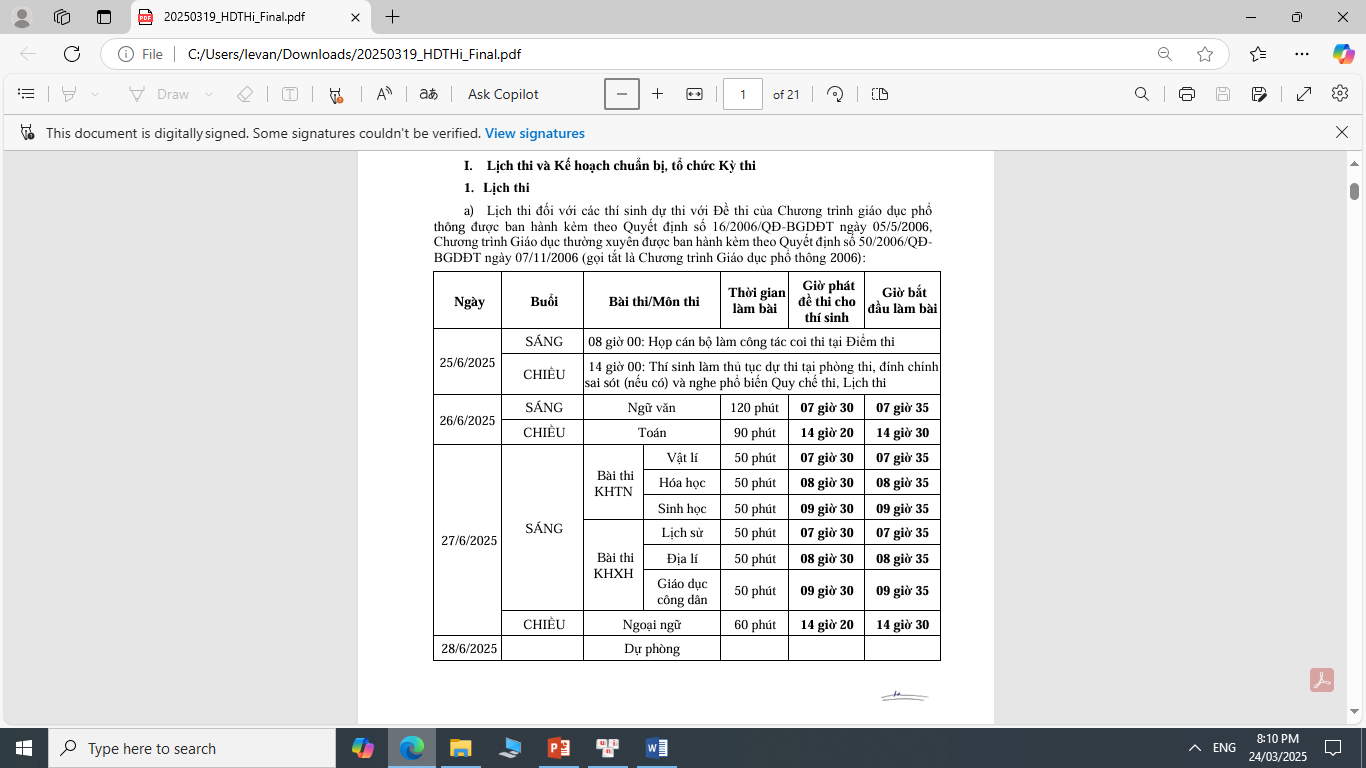 20250319_HDTHi_Final.pdf
File
C:/Users/levan/Downloads/20250319_HDTHi_Final.pdf
Draw
Ask Copilot
1
of 21
This document is digitally signed. Some signatures couldn't be verified. View signatures
I. Lịch thi và Kế hoạch chuẩn bị, tổ chức Kỳ thi
1. Lịch thi
a) Lịch thi đối với các thí sinh dự thi với Đề thi của Chương trình giáo dục phổ
thông được ban hành kèm theo Quyết định số 16/2006/QĐ-BGDĐT ngày 05/5/2006,
Chương trình Giáo dục thường xuyên được ban hành kèm theo Quyết định số 50/2006/QĐ-
BGDĐT ngày 07/11/2006 (gọi tắt là Chương trình Giáo dục phổ thông 2006):
Ngày Buổi Bài thi/Môn thi Thời gian làm bài Giờ phát đề thi cho thí sinh Giờ bắt đầu làm bài
25/6/2025
SÁNG 08 giờ 00: Họp cán bộ làm công tác coi thi tại Điểm thi
CHIỀU 14 giờ 00: Thí sinh làm thủ tục dự thi tại phòng thi, đính chính
sai sót (nếu có) và nghe phổ biến Quy chế thi, Lịch thi
26/6/2025
SÁNG Ngữ văn 120 phút 07 giờ 30 07 giờ 35
CHIỀU Toán 90 phút 14 giờ 20 14 giờ 30
27/6/2025
SÁNG
Bài thi
KHTN
Vật lí 50 phút 07 giờ 30 07 giờ 35
Hóa học 50 phút 08 giờ 30 08 giờ 35
Sinh học 50 phút 09 giờ 30 09 giờ 35
Bài thi
KHXH
Lịch sử 50 phút 07 giờ 30 07 giờ 35
Địa lí 50 phút 08 giờ 30 08 giờ 35
Giáo dục
công dân 50 phút 09 giờ 30 09 giờ 35
CHIỀU Ngoại ngữ 60 phút 14 giờ 20 14 giờ 30
28/6/2025 Dự phòng
Type here to search
ENG
8:10 PM
24/03/2025